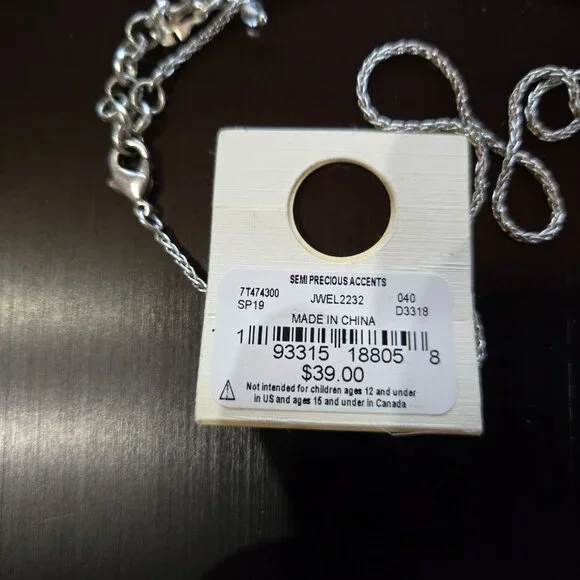 SEMI PRECIOUS ACCENTS
7T474300 JWEL2232 040
SP19 D3318
MADE IN CHINA
1 93315 18805 8
$39.00
Not intended for children ages 12 and under
in US and ages 15 and under in Canada